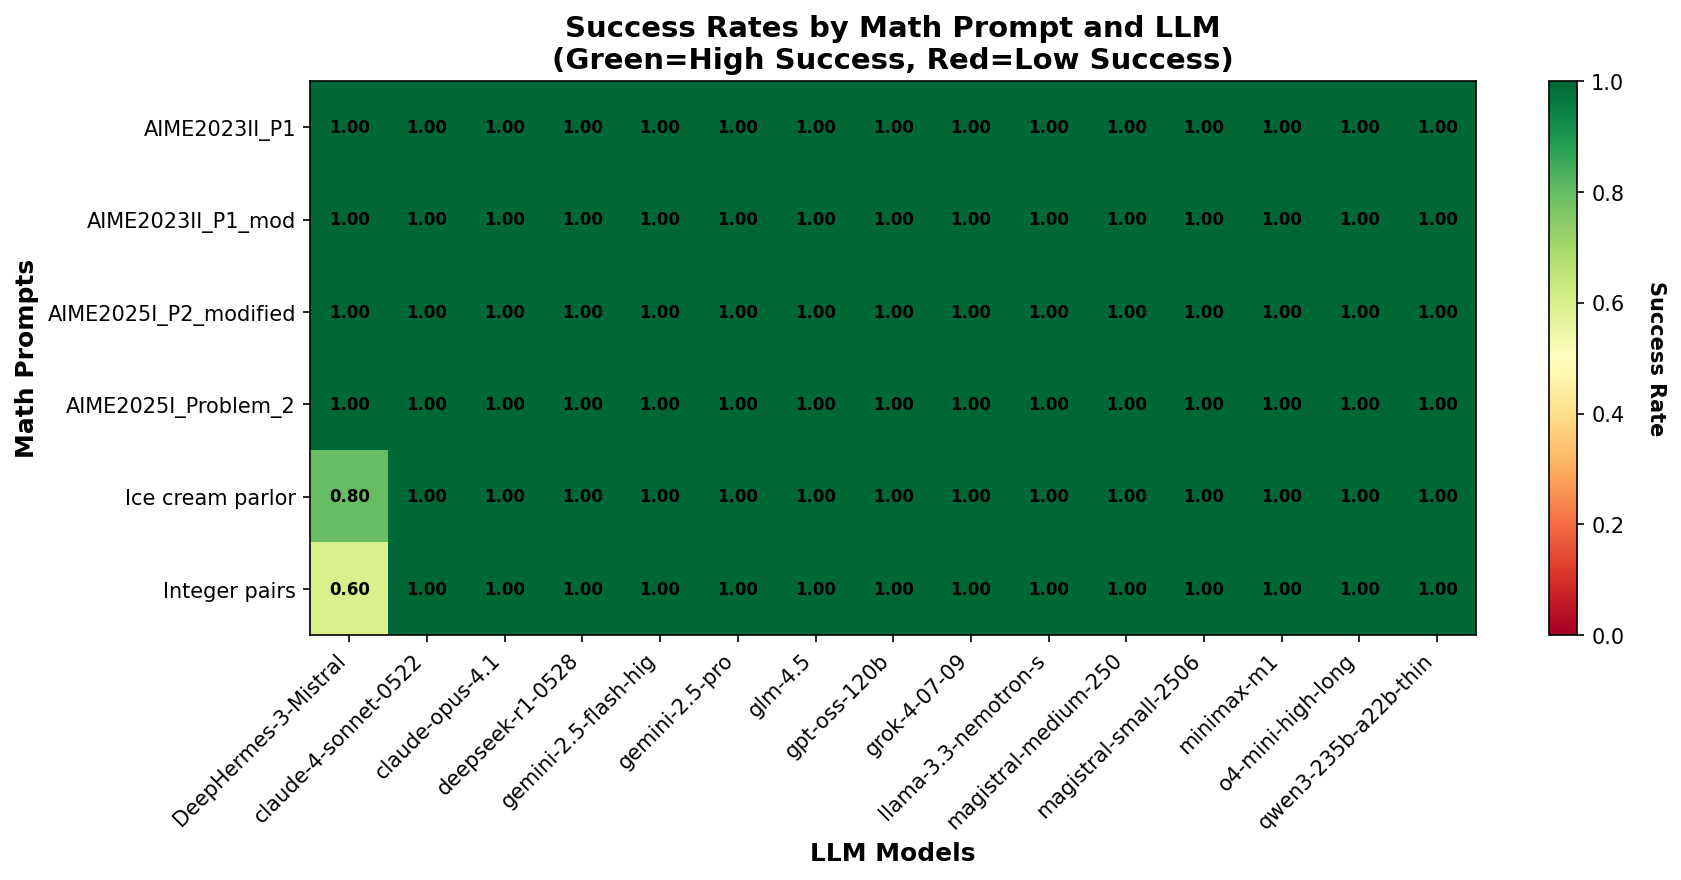 Success Rates by Math Prompt and LLM
(Green=High Success, Red=Low Success)
Math Prompts
AIME2023II_P1 1.00 1.00 1.00 1.00 1.00 1.00 1.00 1.00 1.00 1.00 1.00 1.00 1.00 1.00 1.00
AIME2023II_P1_mod 1.00 1.00 1.00 1.00 1.00 1.00 1.00 1.00 1.00 1.00 1.00 1.00 1.00 1.00 1.00
AIME2025I_P2_modified 1.00 1.00 1.00 1.00 1.00 1.00 1.00 1.00 1.00 1.00 1.00 1.00 1.00 1.00 1.00
AIME2025I_Problem_2 1.00 1.00 1.00 1.00 1.00 1.00 1.00 1.00 1.00 1.00 1.00 1.00 1.00 1.00 1.00
Ice cream parlor 0.80 1.00 1.00 1.00 1.00 1.00 1.00 1.00 1.00 1.00 1.00 1.00 1.00 1.00 1.00
Integer pairs 0.60 1.00 1.00 1.00 1.00 1.00 1.00 1.00 1.00 1.00 1.00 1.00 1.00 1.00 1.00
DeepHermes-3-Mistral
claude-4-sonnet-0522
claude-opus-4.1
deepseek-r1-0528
gemini-2.5-flash-hig
gemini-2.5-pro
glm-4.5
gpt-oss-120b
grok-4-07-09
llama-3.3-nemotron-s
magistral-medium-250
magistral-small-2506
minimax-m1
o4-mini-high-long
qwen3-235b-a22b-thin
LLM Models
1.0
0.8
0.6
0.4
0.2
0.0
Success Rate